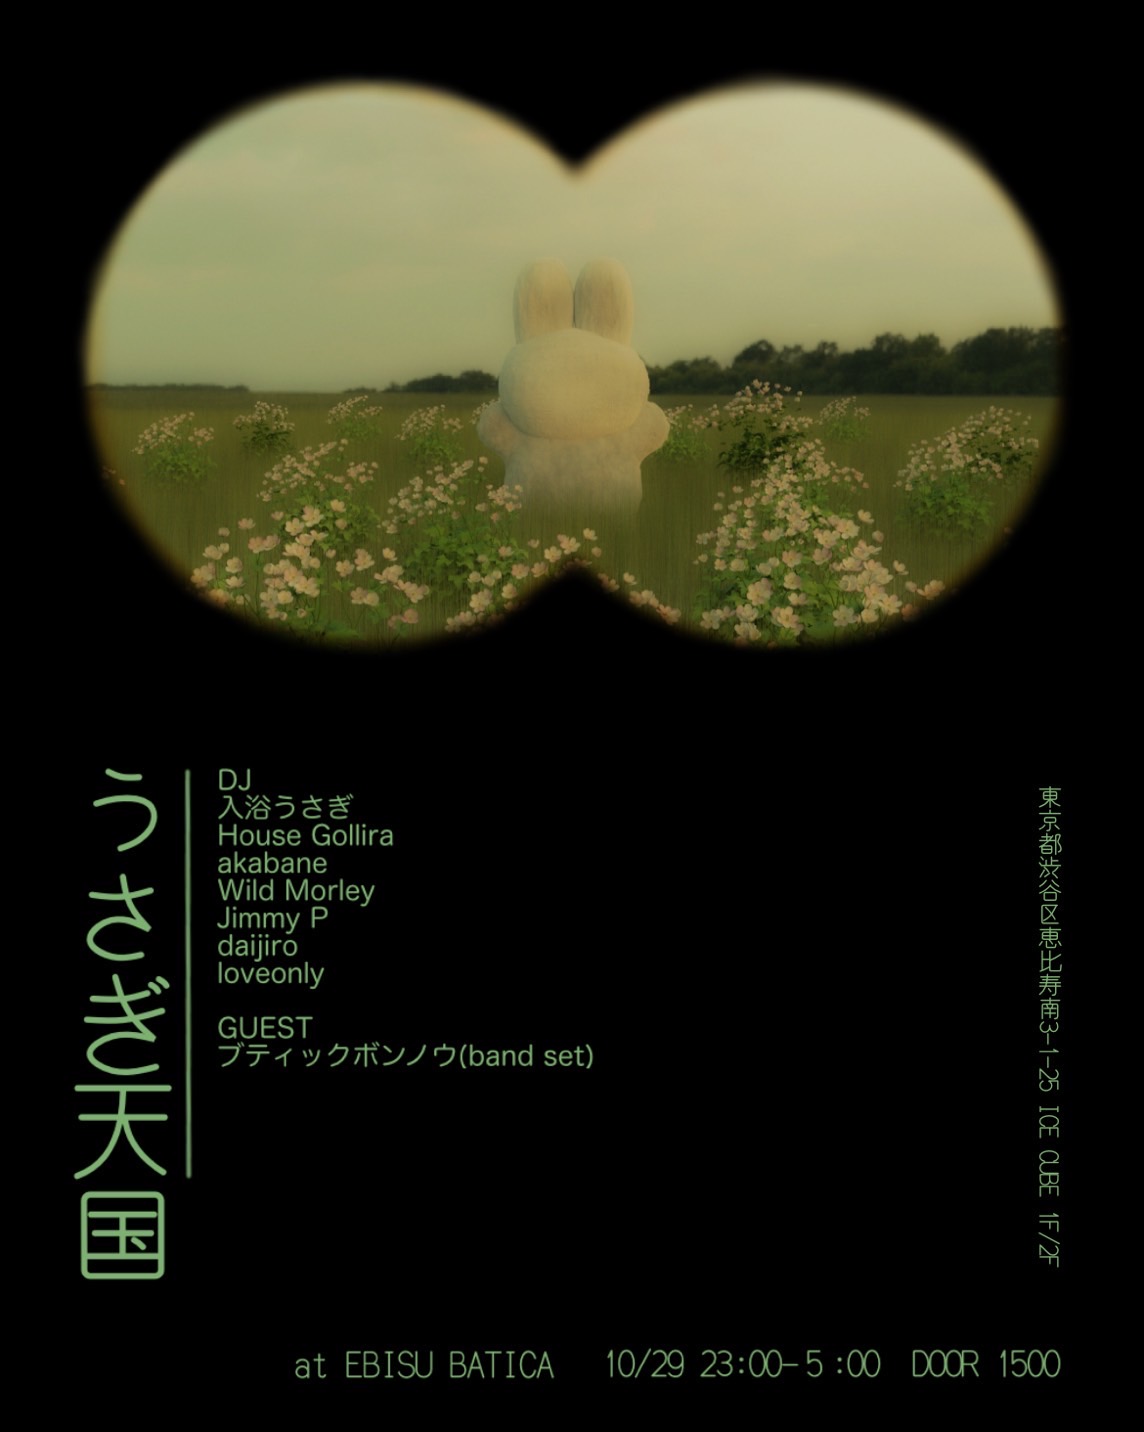 うさぎ天国
DJ
入浴うさぎ
House Gollira
akabane
Wild Morley
Jimmy P
daijiro
loveonly
GUEST
ブティックボンノウ(band set)
東京都渋谷区恵比寿南3-1-25 ICE CUBE 1F/2F
at EBISU BATICA 10/29 23:00-5:00 DOOR 1500